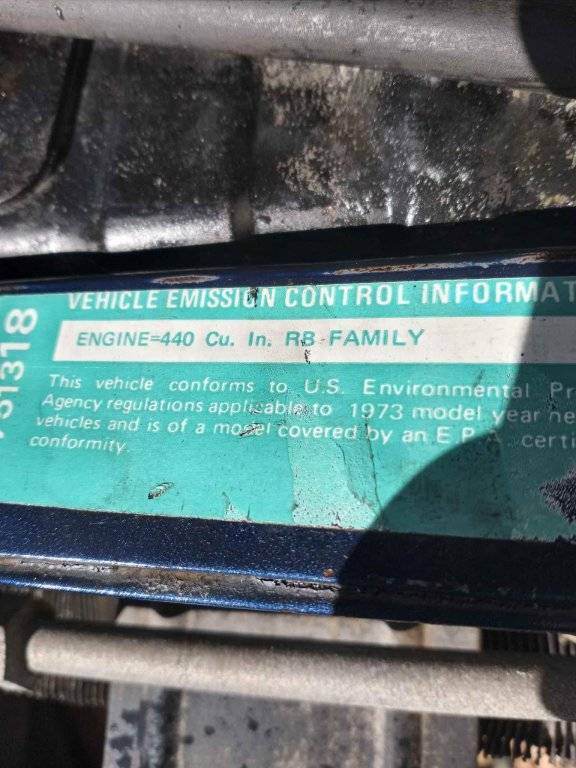 VEHICLE EMISSION CONTROL INFORMAT
ENGINE=440 Cu. In. RB-FAMILY
This vehicle conforms to U.S. Environmental Pr
Agency regulations applicable to 1973 model year ne
vehicles and is of a model covered by an E.P.A. certi
conformity.
31318